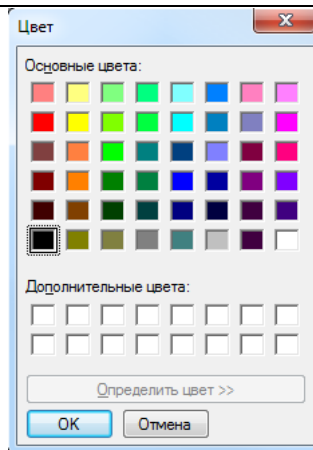 Цвет
Основные цвета:
Дополнительные цвета:
Определить цвет >>
OK Отмена